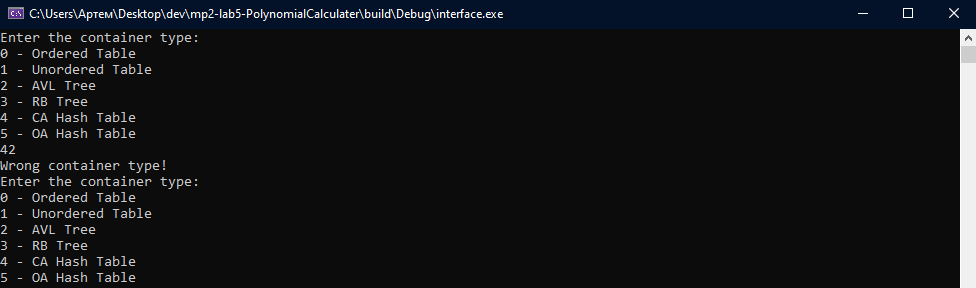 C:\Users\Артем\Desktop\dev\mp2-lab5-PolynomialCalculater\build\Debug\interface.exe
Enter the container type:
0 - Ordered Table
1 - Unordered Table
2 - AVL Tree
3 - RB Tree
4 - CA Hash Table
5 - OA Hash Table
42
Wrong container type!
Enter the container type:
0 - Ordered Table
1 - Unordered Table
2 - AVL Tree
3 - RB Tree
4 - CA Hash Table
5 - OA Hash Table